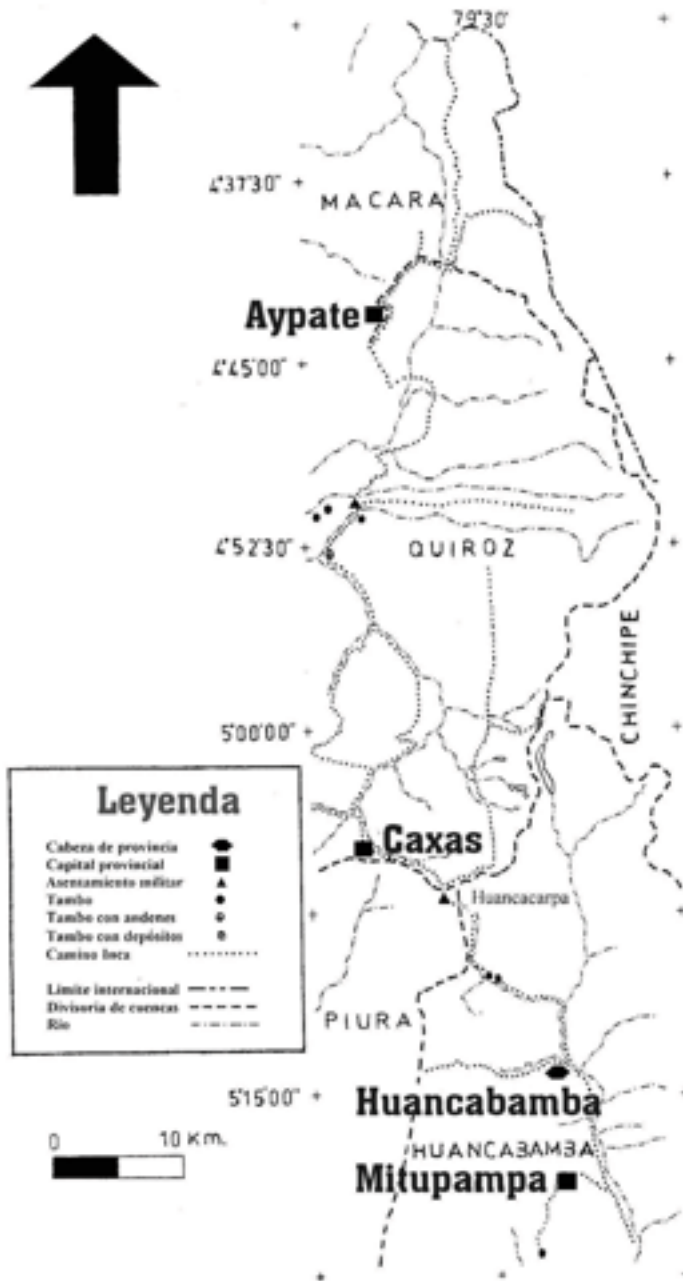 79°30'
4°37'30"
MACARA
Aypate
4°45'00"
4°52'30"
QUIROZ
CHINCHIPE
5°00'00"
Leyenda
Cabeza de provincia
Capital provincial
Asentamiento militar
Tambo
Tambo con andenes
Tambo con depósitos
Camino Inca
Límite internacional
Divisoria de cuencas
Río
Caxas
Huancacarpa
PIURA
5°15'00"
Huancabamba
HUANCABAMBA
Mitupampa
0 10 Km.